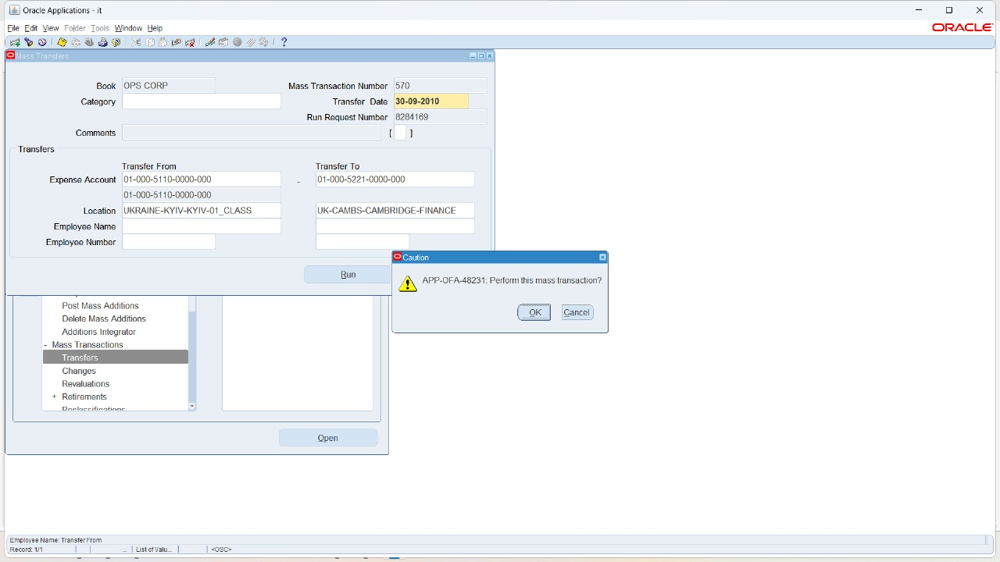 Oracle Applications - it
File Edit View Folder Tools Window Help
ORACLE
Mass Transfers
Book OPS CORP Mass Transaction Number 570
Category Transfer Date 30-09-2010
Run Request Number 8284169
Comments [ ]
Transfers
Transfer From Transfer To
Expense Account 01-000-5110-0000-000 - 01-000-5221-0000-000
01-000-5110-0000-000
Location UKRAINE-KYIV-KYIV-01_CLASS UK-CAMBS-CAMBRIDGE-FINANCE
Employee Name
Employee Number
Run
Caution
APP-OFA-48231: Perform this mass transaction?
OK Cancel
Post Mass Additions
Delete Mass Additions
Additions Integrator
- Mass Transactions
Transfers
Changes
Revaluations
+ Retirements
Reclassifications
Open
Employee Name: Transfer From
Record: 1/1 ... List of Valu... <OSC>